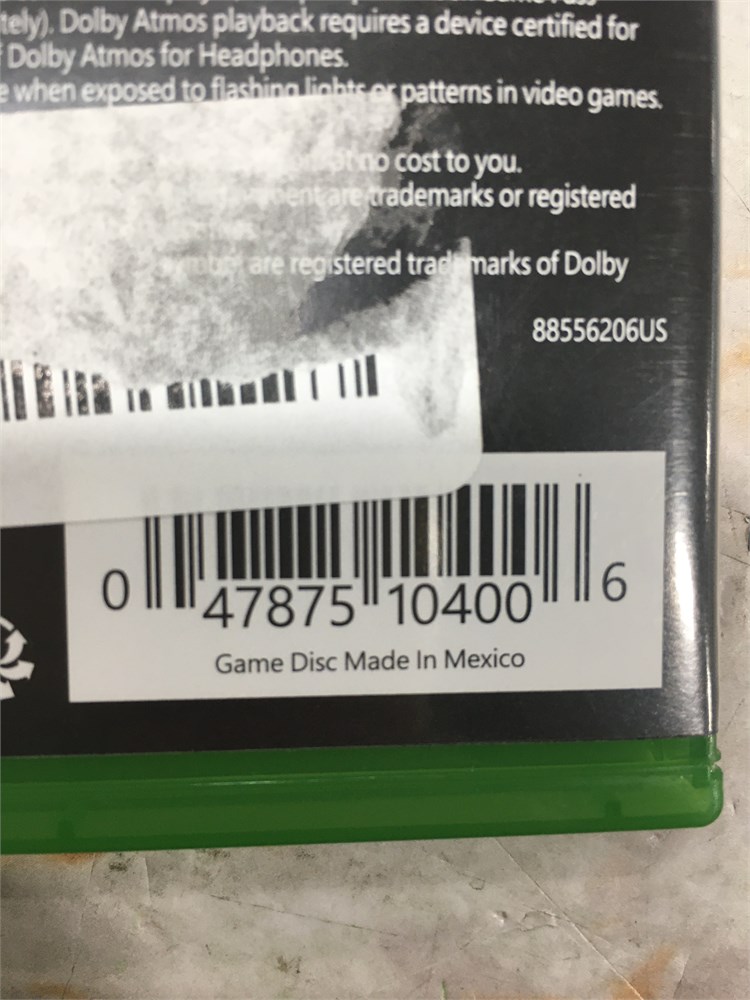 tely). Dolby Atmos playback requires a device certified for
Dolby Atmos for Headphones.
when exposed to flashing lights or patterns in video games.
no cost to you.
are trademarks or registered
are registered trademarks of Dolby
88556206US
0 47875 10400 6
Game Disc Made In Mexico